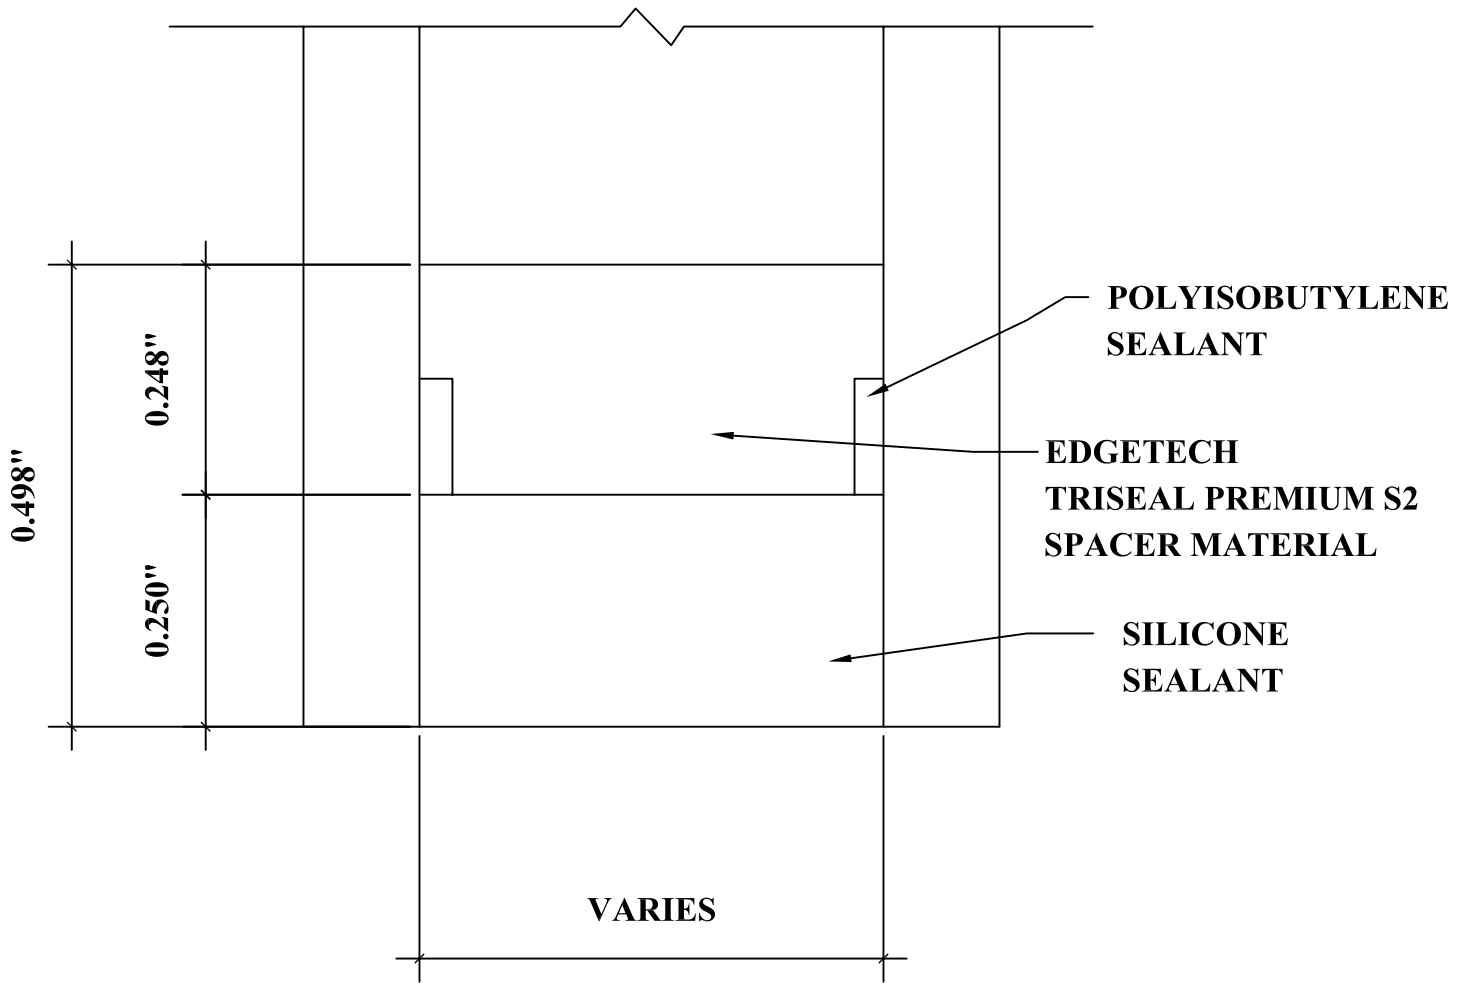 POLYISOBUTYLENE
SEALANT
0.248"
0.498"
EDGETECH
TRISEAL PREMIUM S2
SPACER MATERIAL
0.250"
SILICONE
SEALANT
VARIES